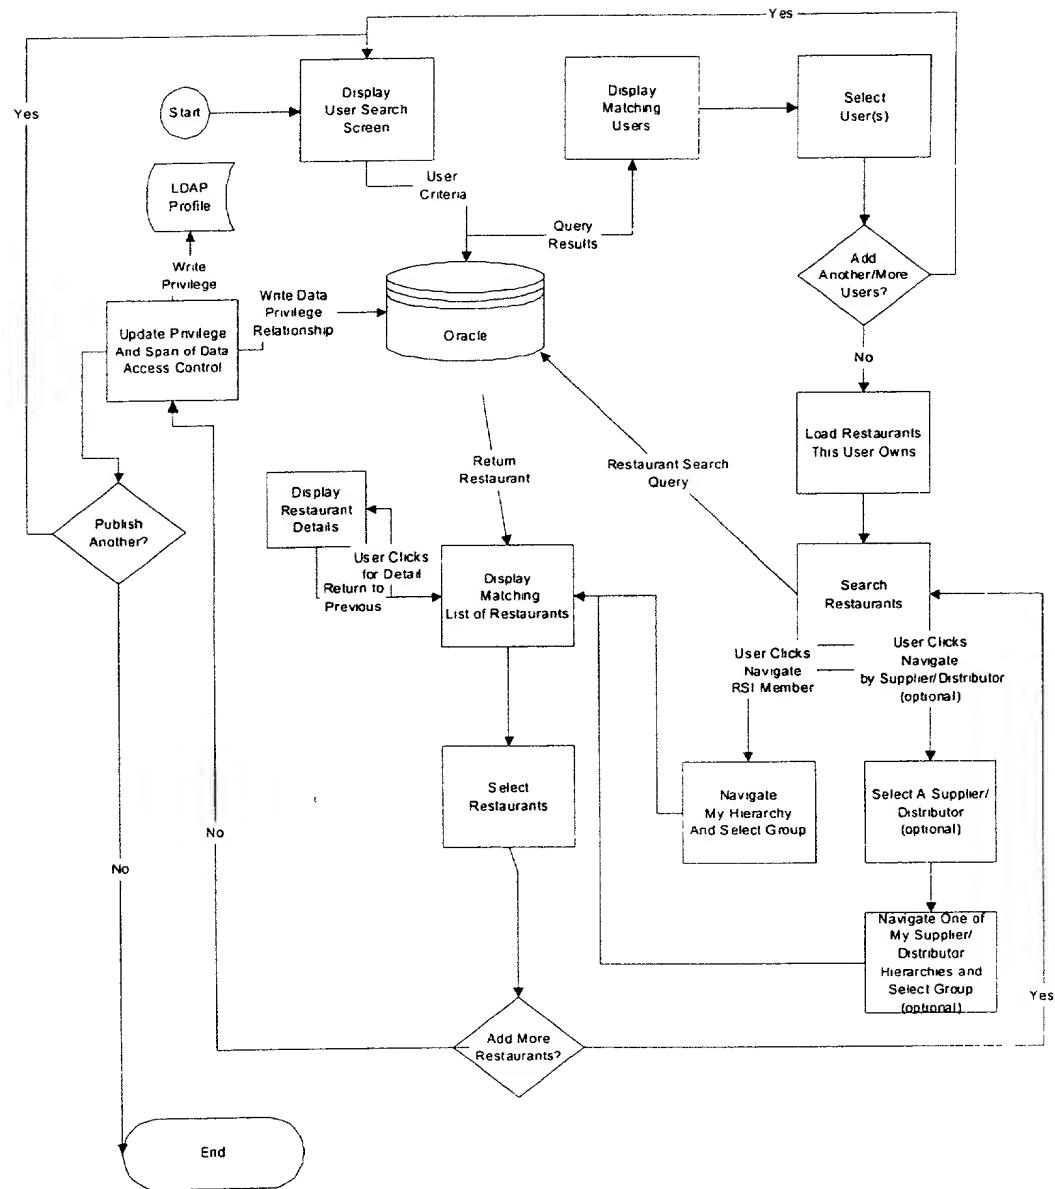 Yes
Yes
Start
Display
User Search
Screen
Display
Matching
Users
Select
User(s)
LDAP
Profile
User
Criteria
Query
Results
Add
Another/More
Users?
Write
Privilege
Write Data
Privilege
Relationship
Update Privilege
And Span of Data
Access Control
Oracle
No
Load Restaurants
This User Owns
Return
Restaurant
Restaurant Search
Query
Display
Restaurant
Details
Publish
Another?
User Clicks
for Detail
Return to
Previous
Display
Matching
List of Restaurants
Search
Restaurants
User Clicks
Navigate
RSI Member
User Clicks
Navigate
by Supplier/Distributor
(optional)
Select
Restaurants
Navigate
My Hierarchy
And Select Group
Select A Supplier/
Distributor
(optional)
No
No
Navigate One of
My Supplier/
Distributor
Hierarchies and
Select Group
(optional)
Yes
Add More
Restaurants?
End